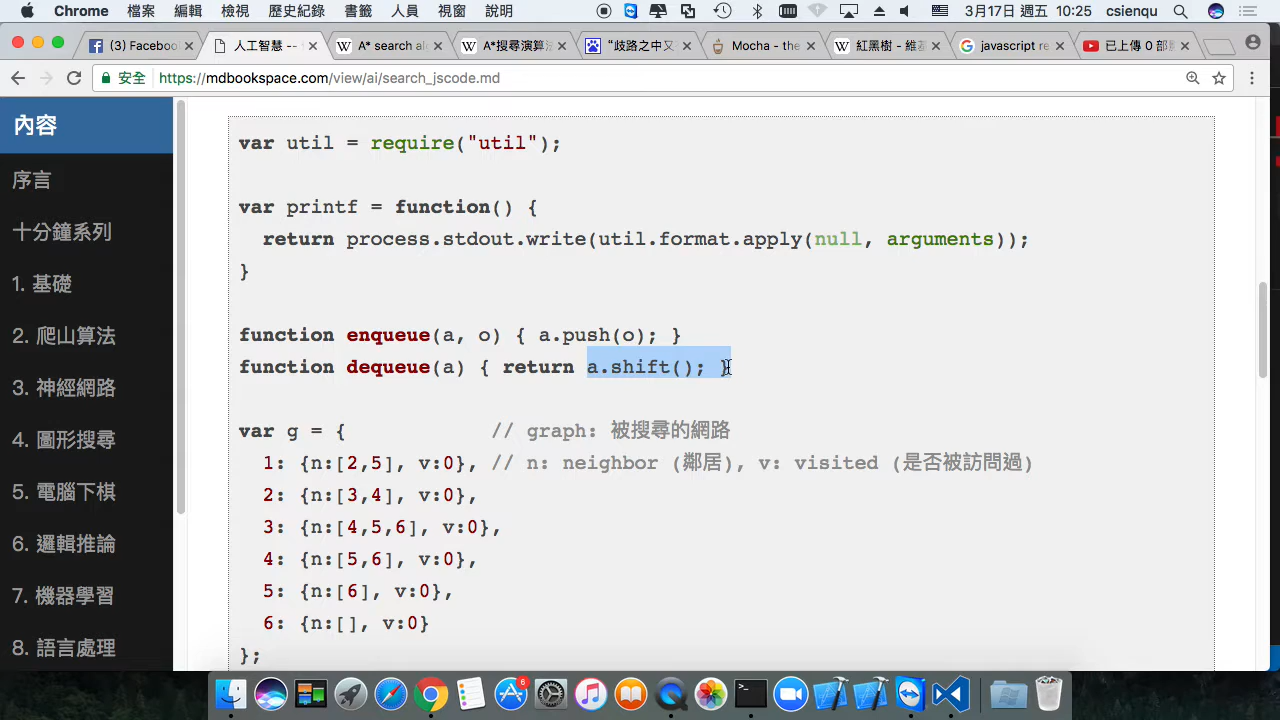 Chrome 檔案 編輯 檢視 歷史紀錄 書籤 人員 視窗 說明 3月17日 週五 10:25 csienqu
(3) Faceboo 人工智慧 -- A* search al A*搜尋演算 “歧路之中又 Mocha - the 紅黑樹 - 維基 javascript re 已上傳 0 部
安全 https://mdbookspace.com/view/ai/search_jscode.md
內容
序言
十分鐘系列
1. 基礎
2. 爬山算法
3. 神經網路
4. 圖形搜尋
5. 電腦下棋
6. 邏輯推論
7. 機器學習
8. 語言處理
var util = require("util");
var printf = function() {
return process.stdout.write(util.format.apply(null, arguments));
}
function enqueue(a, o) { a.push(o); }
function dequeue(a) { return a.shift(); }
var g = { // graph: 被搜尋的網路
1: {n:[2,5], v:0}, // n: neighbor (鄰居), v: visited (是否被訪問過)
2: {n:[3,4], v:0},
3: {n:[4,5,6], v:0},
4: {n:[5,6], v:0},
5: {n:[6], v:0},
6: {n:[], v:0}
};
6